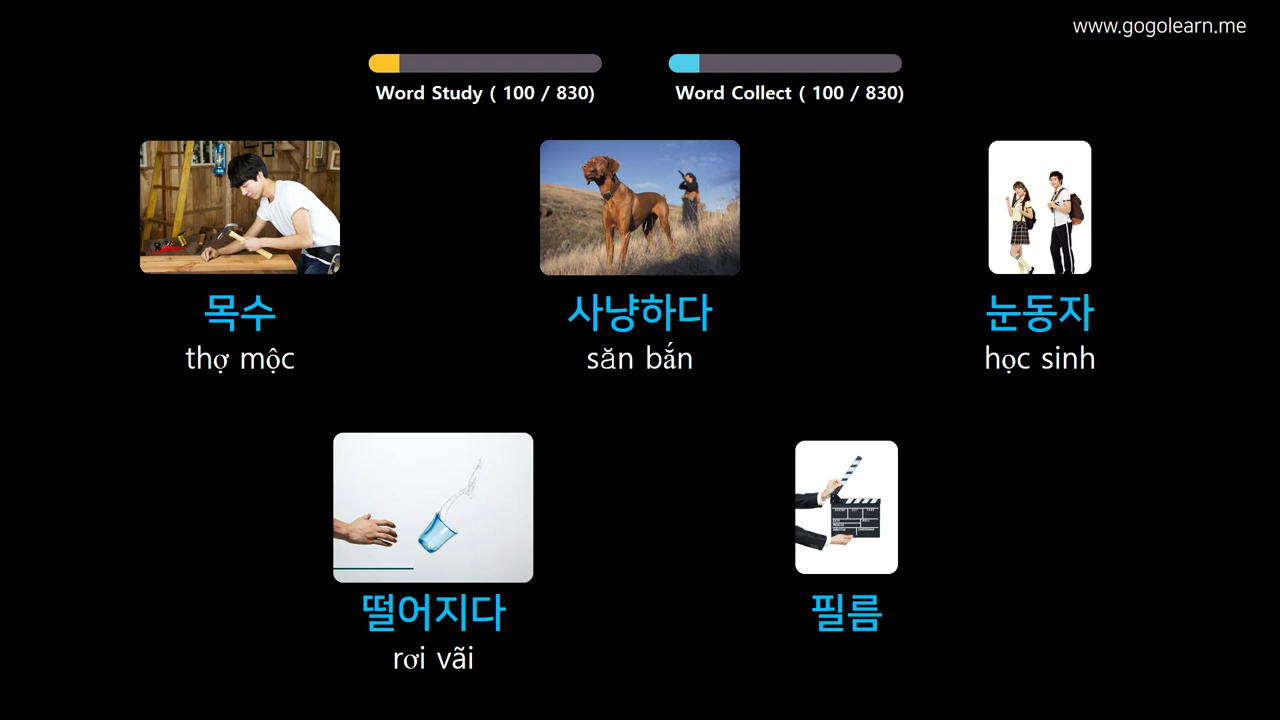 www.gogolearn.me
Word Study ( 100 / 830)
Word Collect ( 100 / 830)
목수
사냥하다
눈동자
thợ mộc
săn bắn
học sinh
떨어지다
필름
rơi vãi